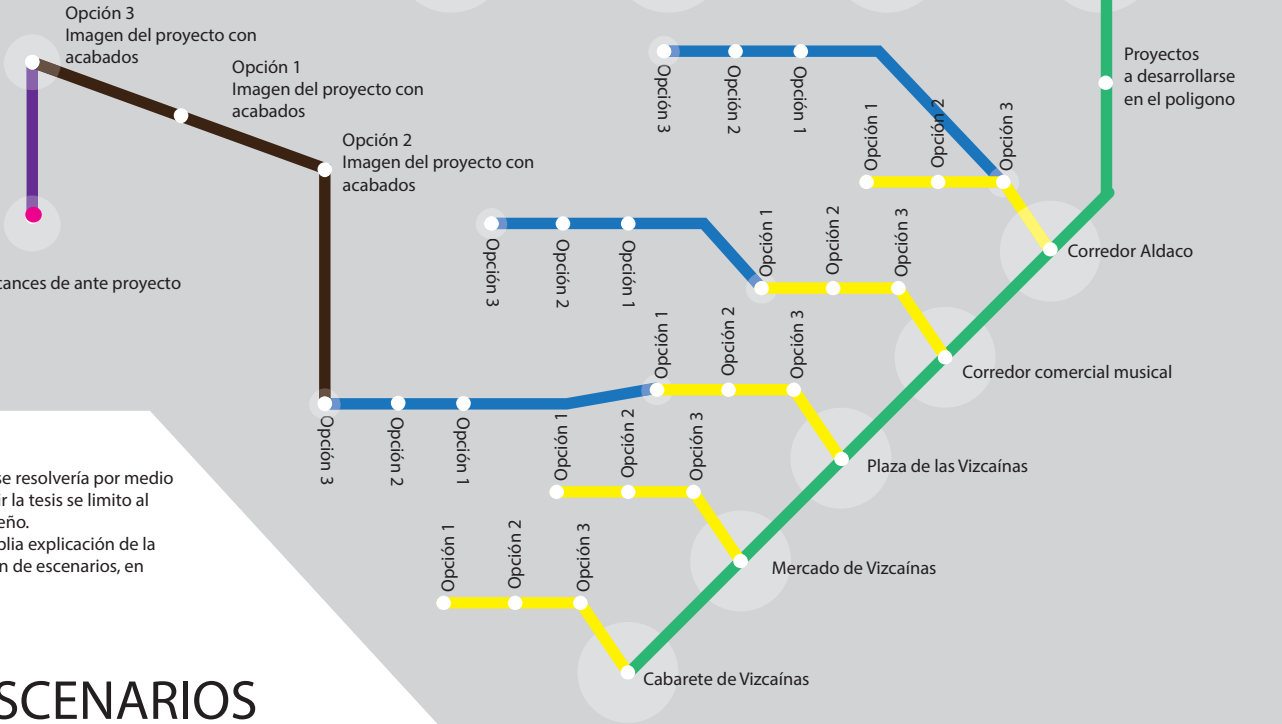 Opción 3
Imagen del proyecto con
acabados
Opción 1
Imagen del proyecto con
acabados
Opción 2
Imagen del proyecto con
acabados
Opción 3
Opción 2
Opción 1
Opción 1
Opción 2
Opción 3
Proyectos
a desarrollarse
en el poligono
Opción 3
Opción 2
Opción 1
Opción 1
Opción 2
Opción 3
Corredor Aldaco
ante proyecto
de
Opción 1
Opción 2
Opción 3
Corredor comercial musical
Opción 3
Opción 2
Opción 1
Opción 1
Opción 2
Opción 3
Plaza de las Vizcaínas
se resolvería por medio
la tesis se limito al
explicación de la
de escenarios, en
Opción 1
Opción 2
Opción 3
Mercado de Vizcaínas
Cabarete de Vizcaínas
SCENARIOS